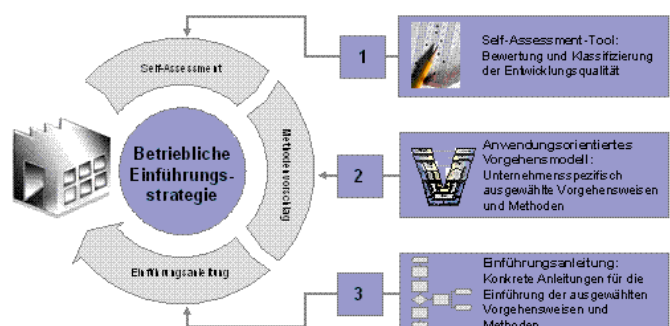 Self-Assessment
Methodenvorschlag
Einführungsanleitung
Betriebliche
Einführungs-
strategie
1
Self-Assessment-Tool:
Bewertung und Klassifizierung
der Entwicklungsqualität
2
Anwendungsorientiertes
Vorgehensmodell:
Unternehmensspezifisch
ausgewählte Vorgehensweisen
und Methoden
3
Einführungsanleitung:
Konkrete Anleitungen für die
Einführung der ausgewählten
Vorgehensweisen und
Methoden